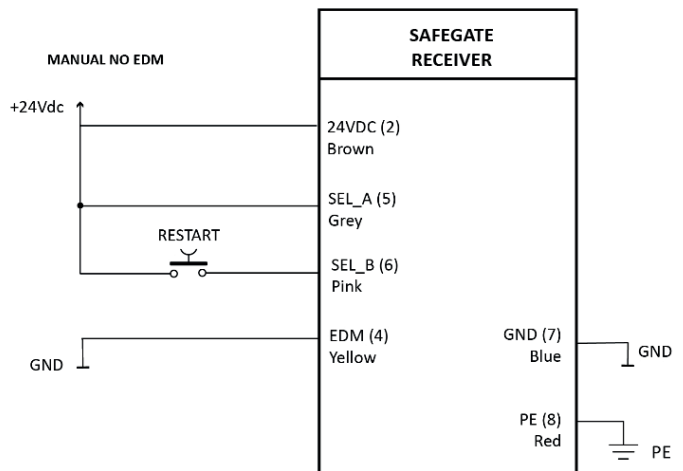 SAFEGATE
RECEIVER
MANUAL NO EDM
+24Vdc
24VDC (2)
Brown
SEL_A (5)
Grey
RESTART
SEL_B (6)
Pink
EDM (4)
Yellow
GND
GND (7)
Blue
GND
PE (8)
Red
PE